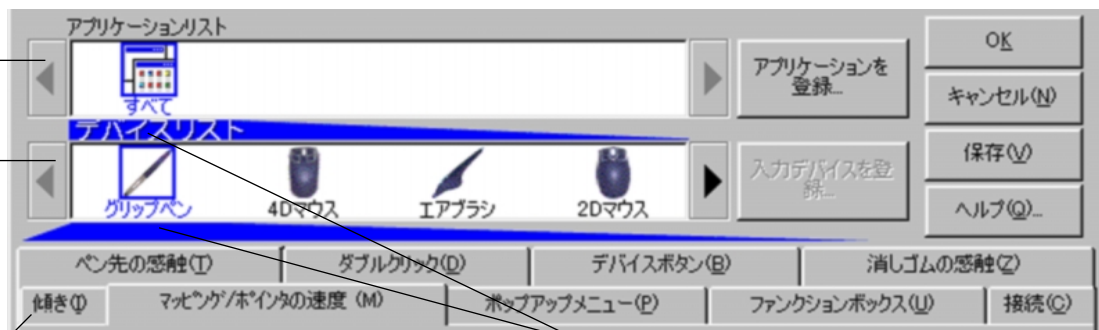 アプリケーションリスト
すべて
アプリケーションを
登録...
OK
キャンセル(N)
デバイスリスト
グリップペン
4Dマウス
エアブラシ
2Dマウス
入力デバイスを登
録...
保存(V)
ヘルプ(Q)...
ペン先の感触(T)
ダブルクリック(D)
デバイスボタン(B)
消しゴムの感触(Z)
傾き(I)
マッピング/ポインタの速度 (M)
ポップアップメニュー(P)
ファンクションボックス(U)
接続(C)